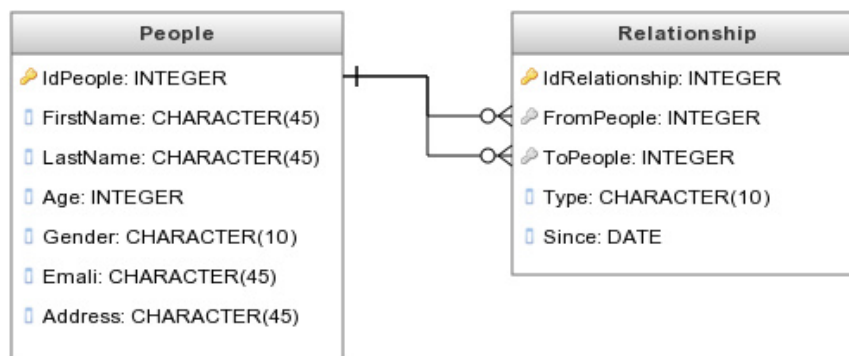 People
IdPeople: INTEGER
FirstName: CHARACTER(45)
LastName: CHARACTER(45)
Age: INTEGER
Gender: CHARACTER(10)
Emali: CHARACTER(45)
Address: CHARACTER(45)
Relationship
IdRelationship: INTEGER
FromPeople: INTEGER
ToPeople: INTEGER
Type: CHARACTER(10)
Since: DATE